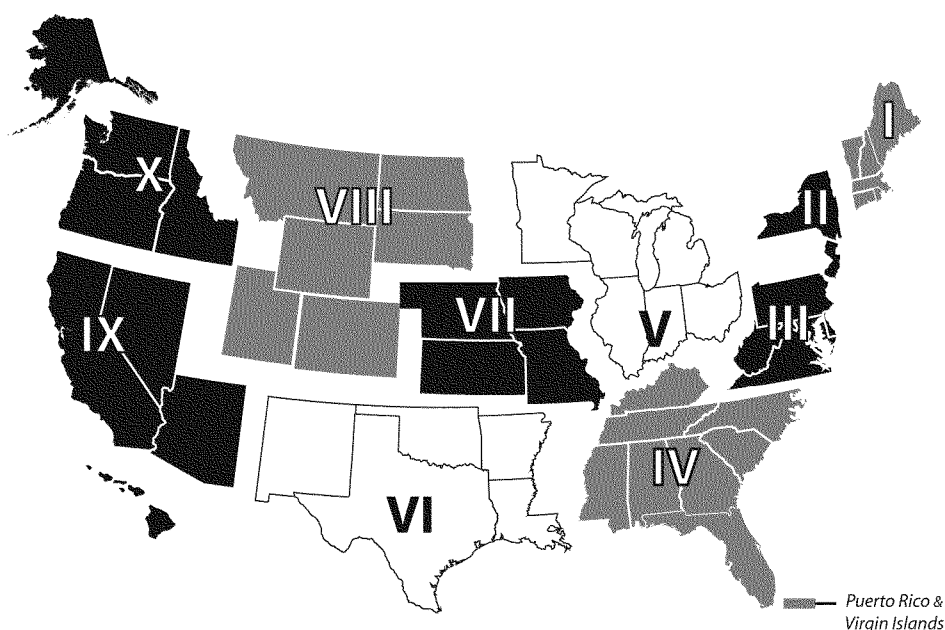 I
X
II
VIII
VII
III
V
IX
IV
VI
Puerto Rico &
Virgin Islands